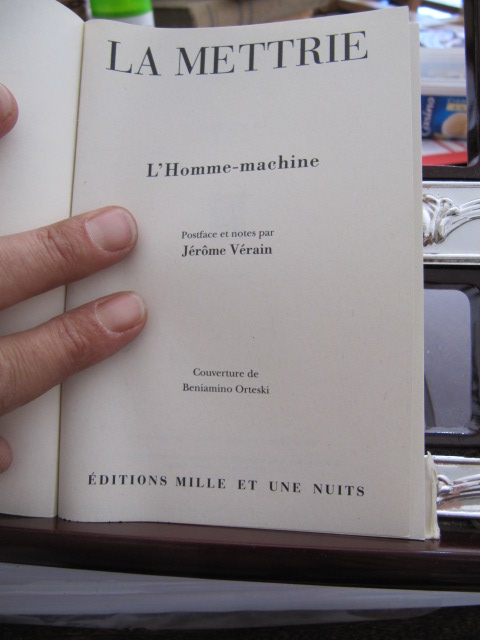 LA METTRIE
L'Homme-machine
Postface et notes par
Jérôme Vérain
Couverture de
Beniamino Orteski
ÉDITIONS MILLE ET UNE NUITS